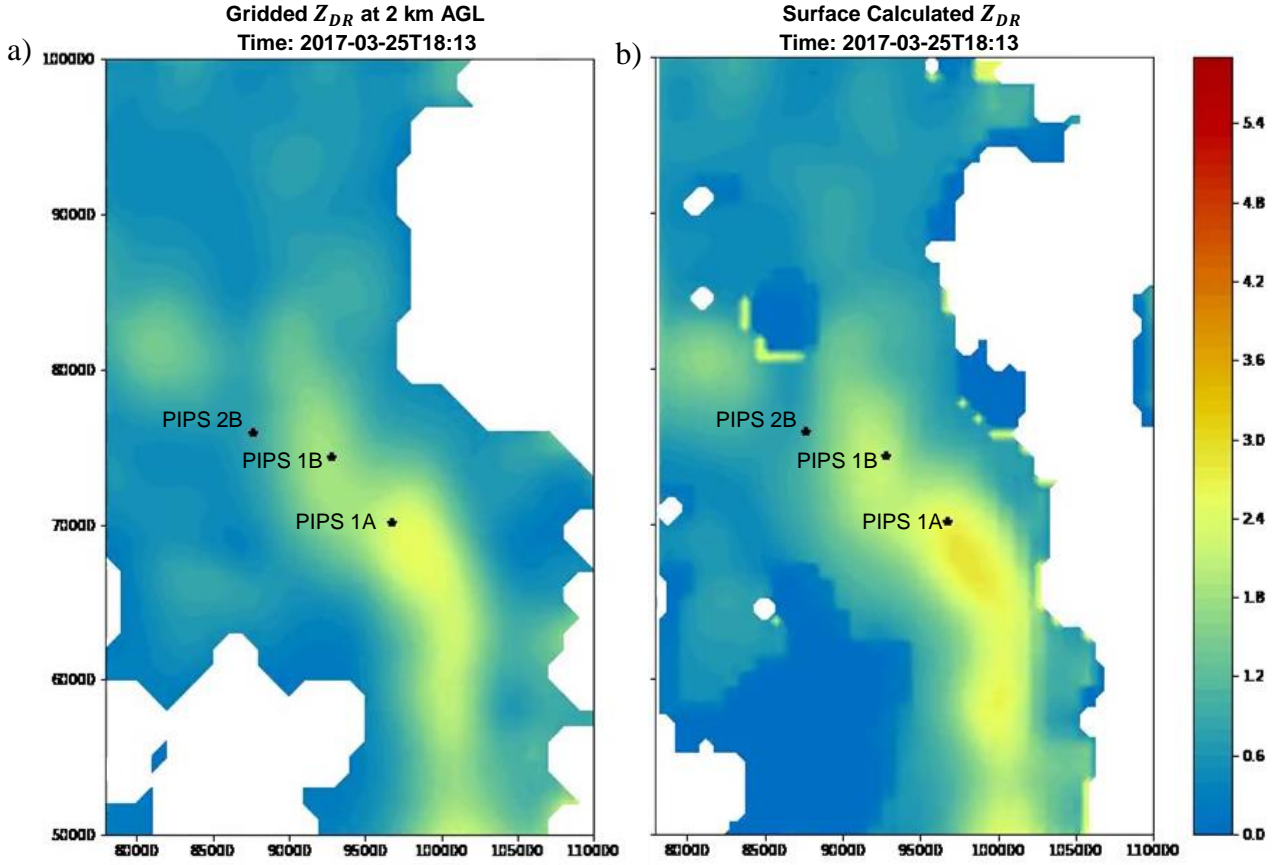 Gridded Z_DR at 2 km AGL
Time: 2017-03-25T18:13
a)
100000
90000
80000
70000
60000
50000
80000 85000 90000 95000 100000 105000 110000
PIPS 2B
PIPS 1B
PIPS 1A
Surface Calculated Z_DR
Time: 2017-03-25T18:13
b)
PIPS 2B
PIPS 1B
PIPS 1A
80000 85000 90000 95000 100000 105000 110000
5.4
4.8
4.2
3.6
3.0
2.4
1.8
1.2
0.6
0.0